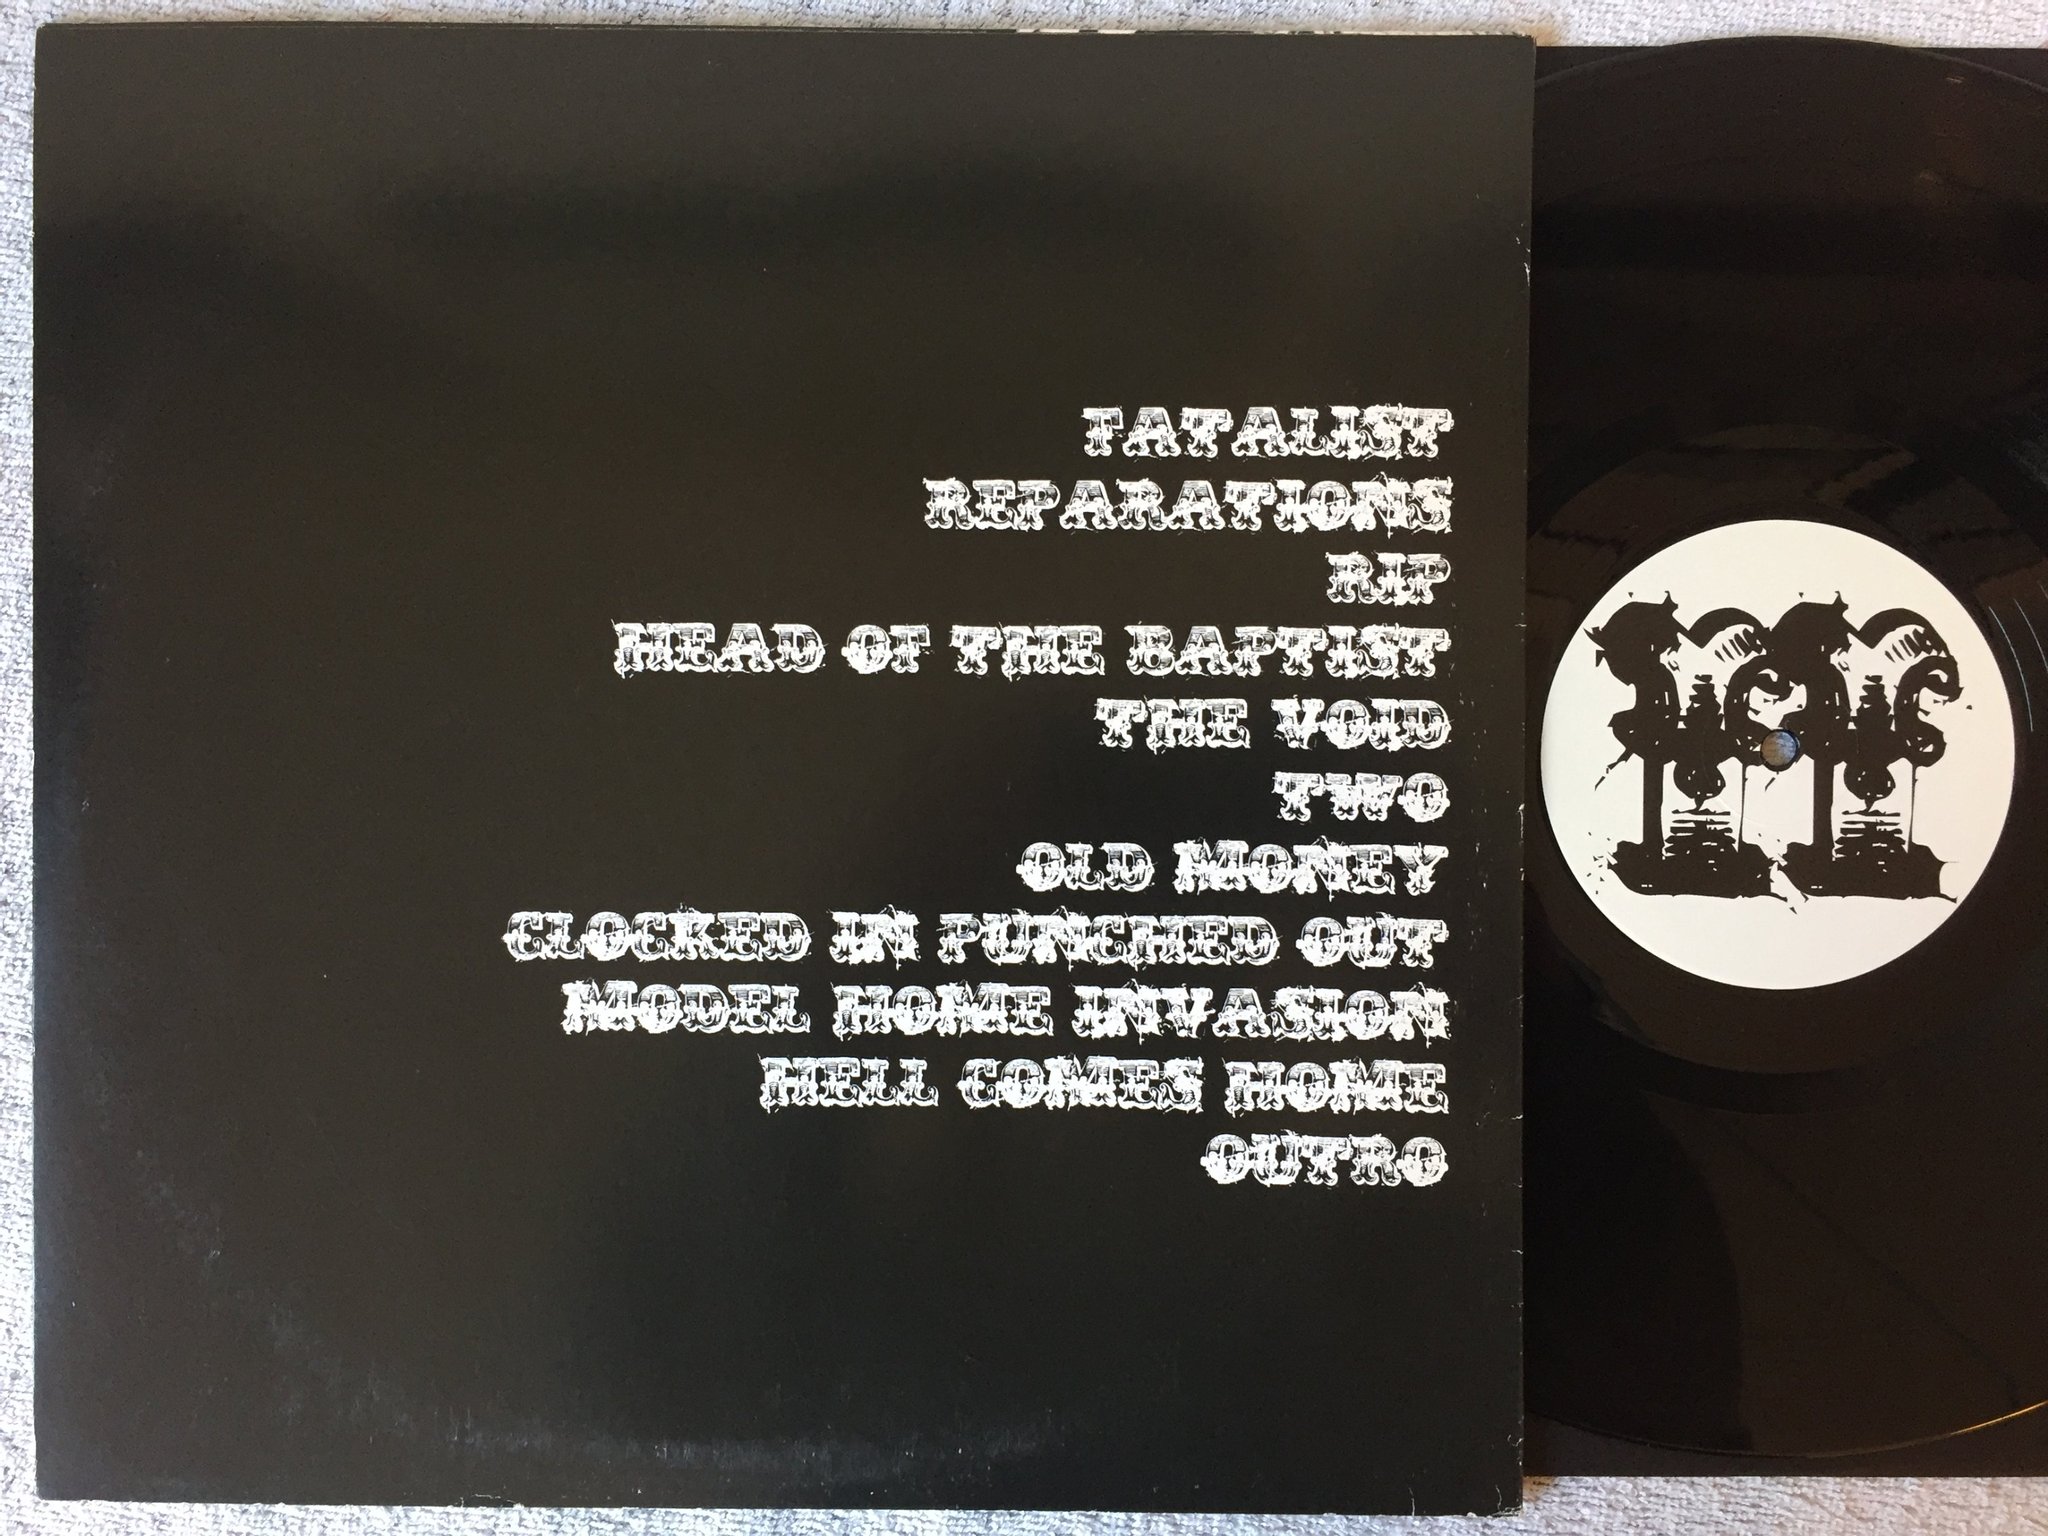 FATALIST
REPARATIONS
RIP
HEAD OF THE BAPTIST
THE VOID
TWO
OLD MONEY
CLOCKED IN PUNCHED OUT
MODEL HOME INVASION
HELL COMES HOME
OUTRO